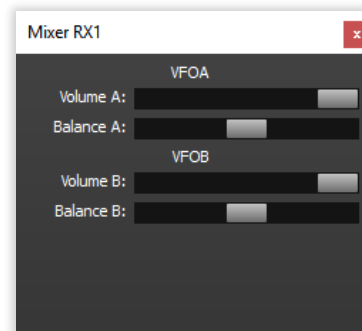 Mixer RX1
x
VFOA
Volume A:
Balance A:
VFOB
Volume B:
Balance B: